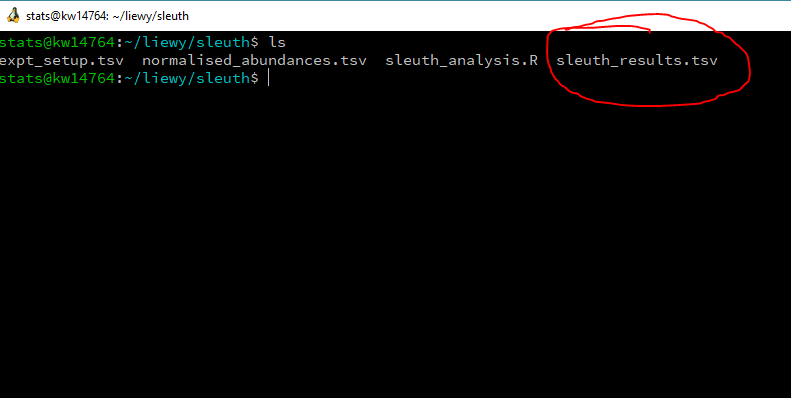 stats@kw14764: ~/liewy/sleuth
stats@kw14764:~/liewy/sleuth$ ls
expt_setup.tsv  normalised_abundances.tsv  sleuth_analysis.R  sleuth_results.tsv
stats@kw14764:~/liewy/sleuth$